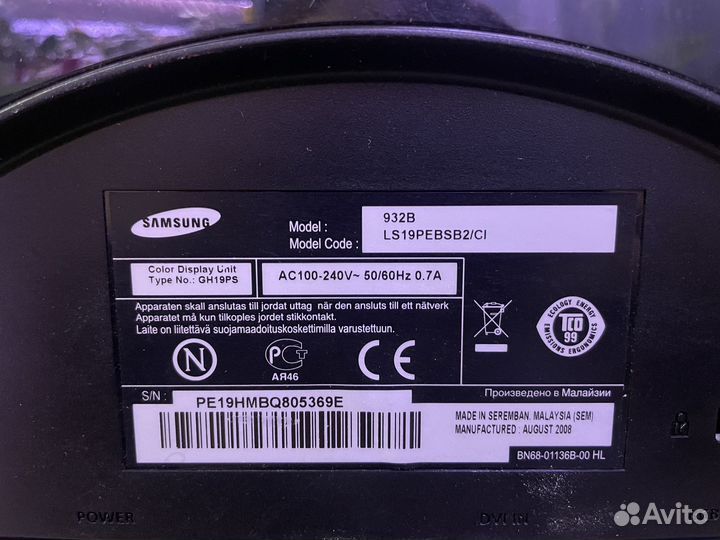 SAMSUNG
Model : 932B
Model Code : LS19PEBSB2/CI
Color Display Unit
Type No.: GH19PS
AC100-240V~ 50/60Hz 0.7A
Apparaten skall anslutas till jordat uttag när den ansluts till ett nätverk
Apparatet må kun tilkoples jordet stikkontakt.
Laite on liitettävä suojamaadoituskoskettimilla varustettuun.
N
PCT
АЯ46
CE
ECOLOGY ENERGY
TCO
99
EMISSIONS ERGONOMICS
S/N :
PE19HMBQ805369E
Произведено в Малайзии
MADE IN SEREMBAN. MALAYSIA (SEM)
MANUFACTURED : AUGUST 2008
BN68-01136B-00 HL
POWER
DVI IN
Avito